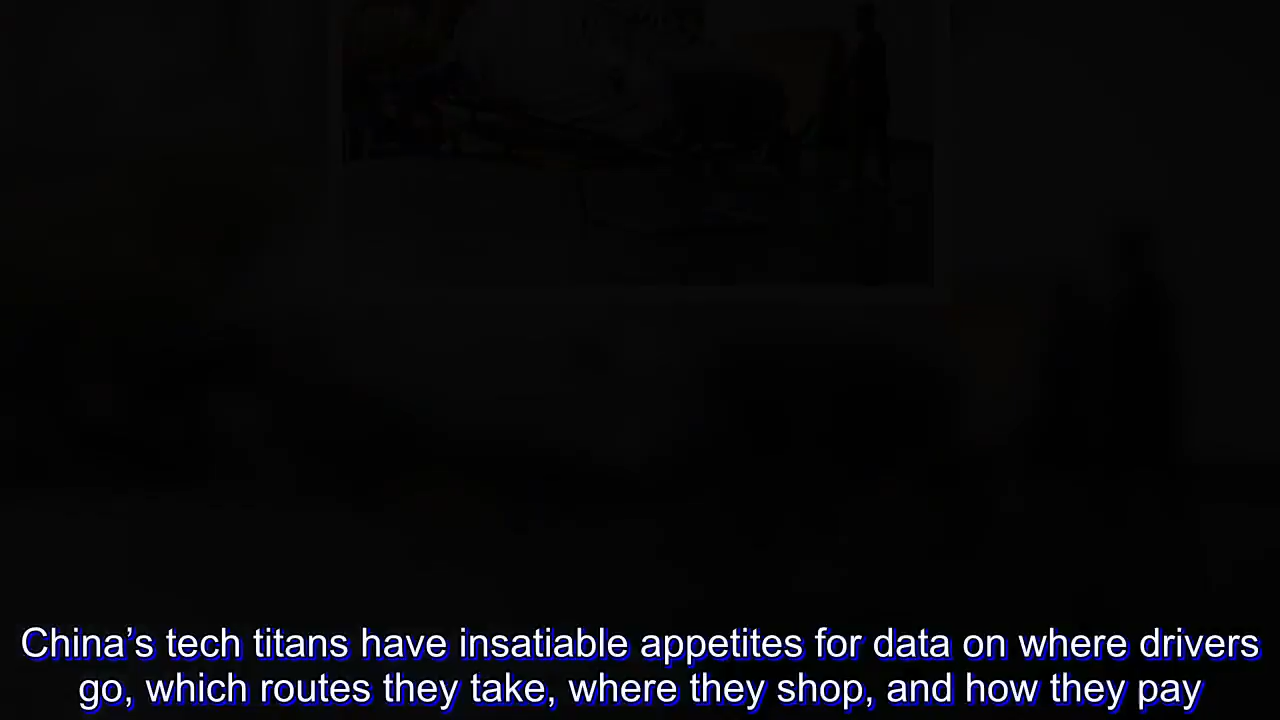 China’s tech titans have insatiable appetites for data on where drivers
go, which routes they take, where they shop, and how they pay